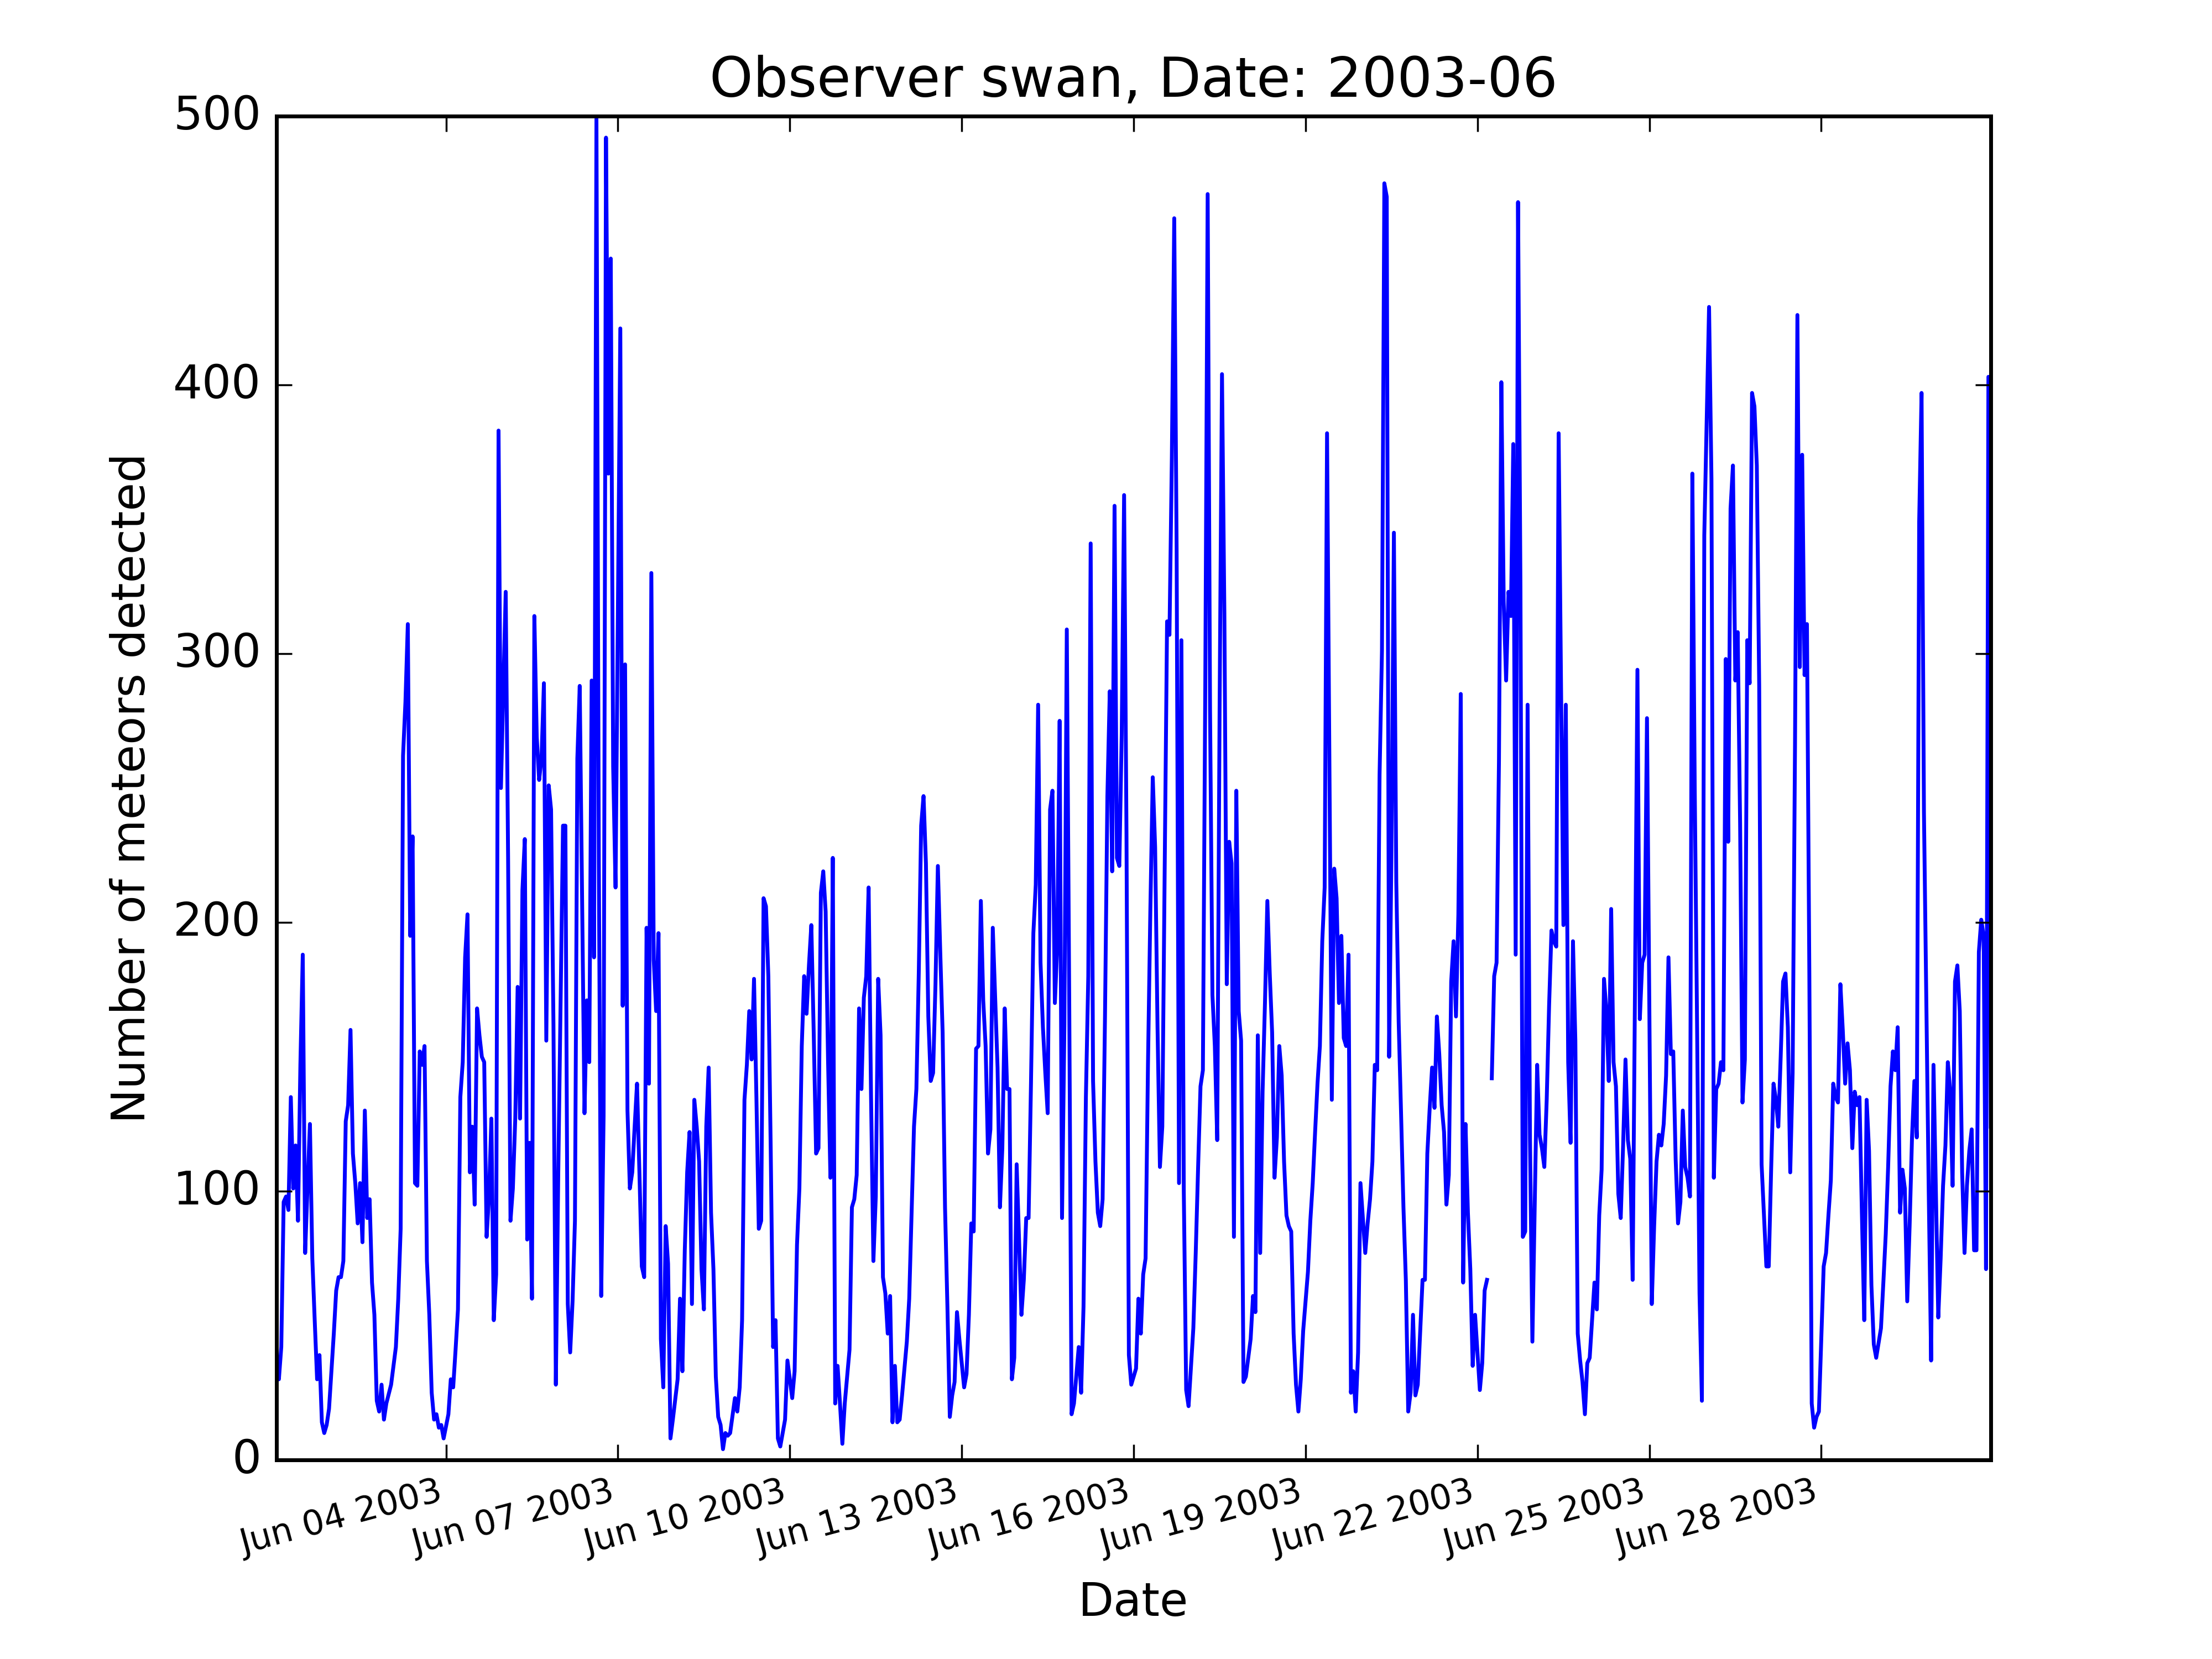 Observer swan, Date: 2003-06
500
400
300
200
100
0
Number of meteors detected
Jun 04 2003
Jun 07 2003
Jun 10 2003
Jun 13 2003
Jun 16 2003
Jun 19 2003
Jun 22 2003
Jun 25 2003
Jun 28 2003
Date